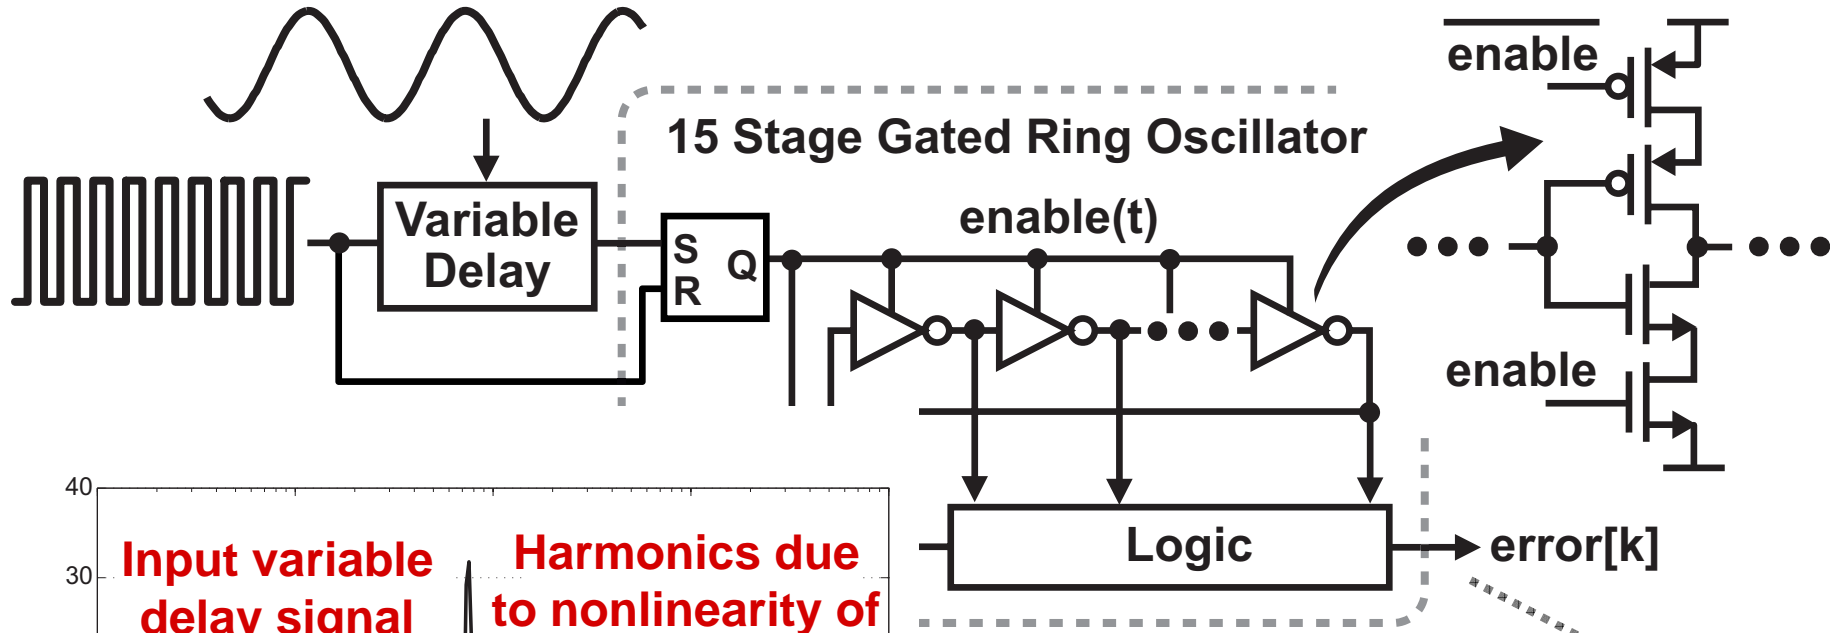 enable
15 Stage Gated Ring Oscillator
Variable
Delay
S
R
Q
enable(t)
enable
Logic
error[k]
40
30
Input variable
delay signal
Harmonics due
to nonlinearity of